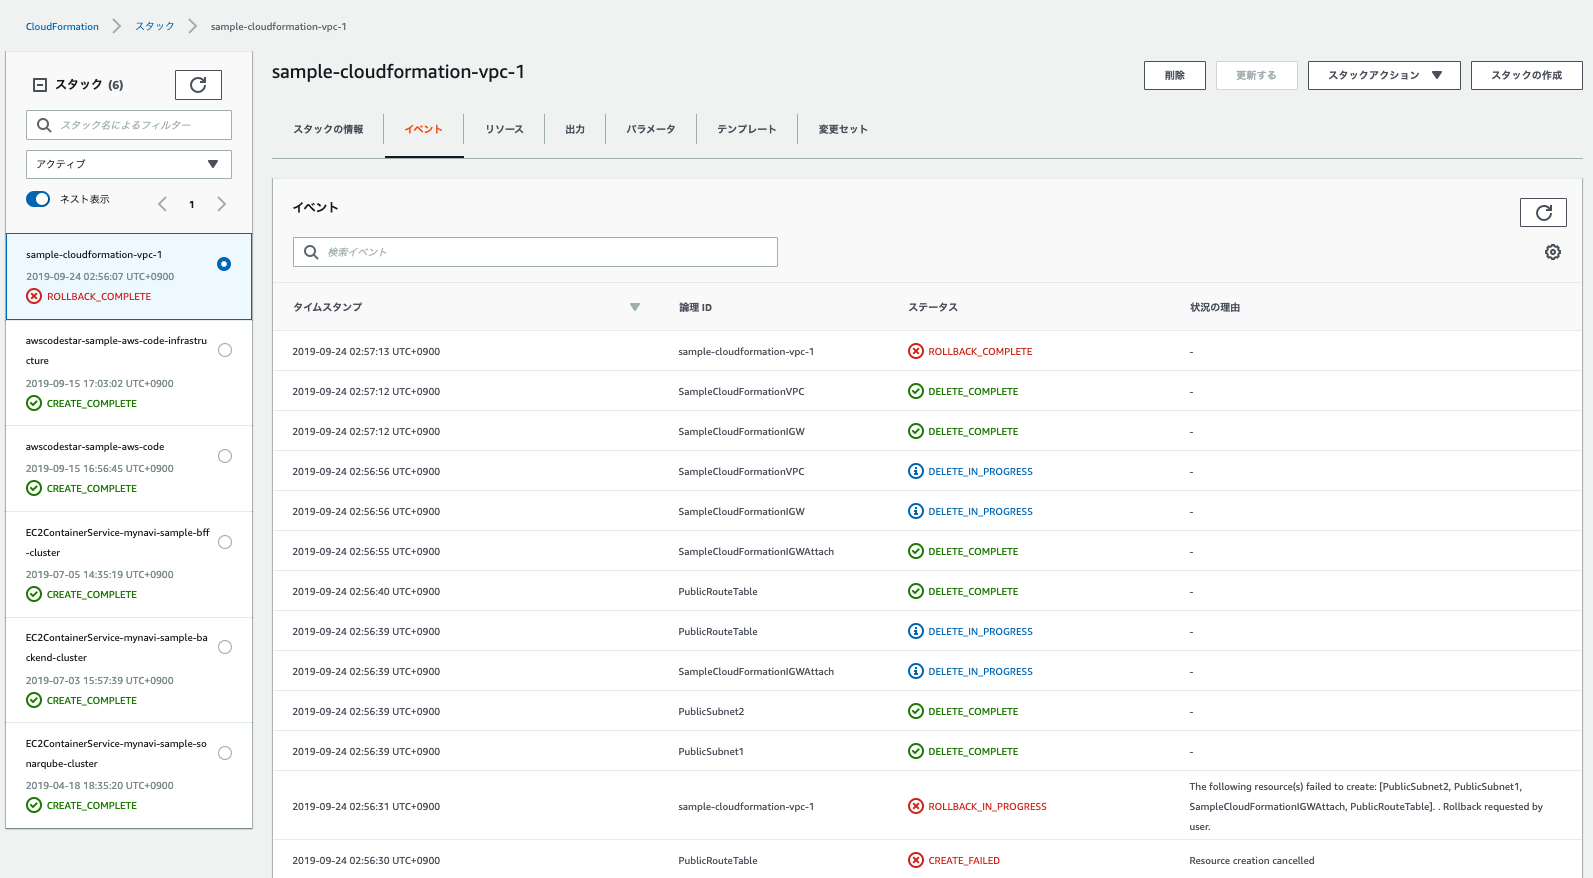 CloudFormation > スタック > sample-cloudformation-vpc-1
スタック (6)
スタック名によるフィルター
アクティブ
ネスト表示
1
sample-cloudformation-vpc-1
2019-09-24 02:56:07 UTC+0900
ROLLBACK_COMPLETE
awscodestar-sample-aws-code-infrastru
cture
2019-09-15 17:03:02 UTC+0900
CREATE_COMPLETE
awscodestar-sample-aws-code
2019-09-15 16:56:45 UTC+0900
CREATE_COMPLETE
EC2ContainerService-mynavi-sample-bff
-cluster
2019-07-05 14:35:19 UTC+0900
CREATE_COMPLETE
EC2ContainerService-mynavi-sample-ba
ckend-cluster
2019-07-03 15:57:39 UTC+0900
CREATE_COMPLETE
EC2ContainerService-mynavi-sample-so
narqube-cluster
2019-04-18 18:35:20 UTC+0900
CREATE_COMPLETE
sample-cloudformation-vpc-1
削除 更新する スタックアクション スタックの作成
スタックの情報 イベント リソース 出力 パラメータ テンプレート 変更セット
イベント
検索イベント
タイムスタンプ 論理 ID ステータス 状況の理由
2019-09-24 02:57:13 UTC+0900 sample-cloudformation-vpc-1 ROLLBACK_COMPLETE -
2019-09-24 02:57:12 UTC+0900 SampleCloudFormationVPC DELETE_COMPLETE -
2019-09-24 02:57:12 UTC+0900 SampleCloudFormationIGW DELETE_COMPLETE -
2019-09-24 02:56:56 UTC+0900 SampleCloudFormationVPC DELETE_IN_PROGRESS -
2019-09-24 02:56:56 UTC+0900 SampleCloudFormationIGW DELETE_IN_PROGRESS -
2019-09-24 02:56:55 UTC+0900 SampleCloudFormationIGWAttach DELETE_COMPLETE -
2019-09-24 02:56:40 UTC+0900 PublicRouteTable DELETE_COMPLETE -
2019-09-24 02:56:39 UTC+0900 PublicRouteTable DELETE_IN_PROGRESS -
2019-09-24 02:56:39 UTC+0900 SampleCloudFormationIGWAttach DELETE_IN_PROGRESS -
2019-09-24 02:56:39 UTC+0900 PublicSubnet2 DELETE_COMPLETE -
2019-09-24 02:56:39 UTC+0900 PublicSubnet1 DELETE_COMPLETE -
2019-09-24 02:56:31 UTC+0900 sample-cloudformation-vpc-1 ROLLBACK_IN_PROGRESS The following resource(s) failed to create: [PublicSubnet2, PublicSubnet1,
SampleCloudFormationIGWAttach, PublicRouteTable]. . Rollback requested by
user.
2019-09-24 02:56:30 UTC+0900 PublicRouteTable CREATE_FAILED Resource creation cancelled